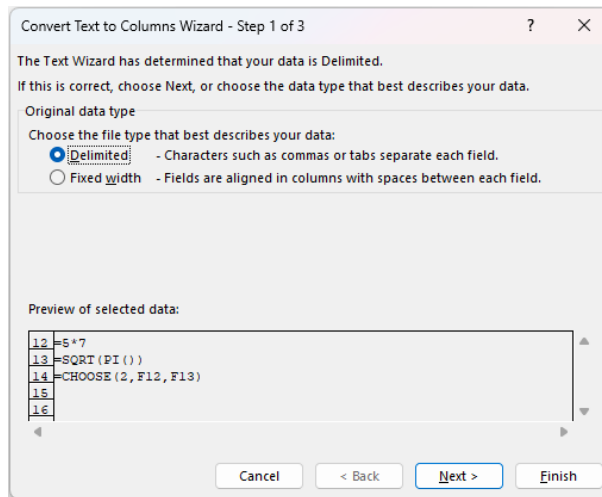 Convert Text to Columns Wizard - Step 1 of 3 ?
The Text Wizard has determined that your data is Delimited.
If this is correct, choose Next, or choose the data type that best describes your data.
Original data type
Choose the file type that best describes your data:
Delimited - Characters such as commas or tabs separate each field.
Fixed width - Fields are aligned in columns with spaces between each field.
Preview of selected data:
12 =5*7
13 =SQRT(PI())
14 =CHOOSE(2,F12,F13)
15
16
Cancel < Back Next > Finish